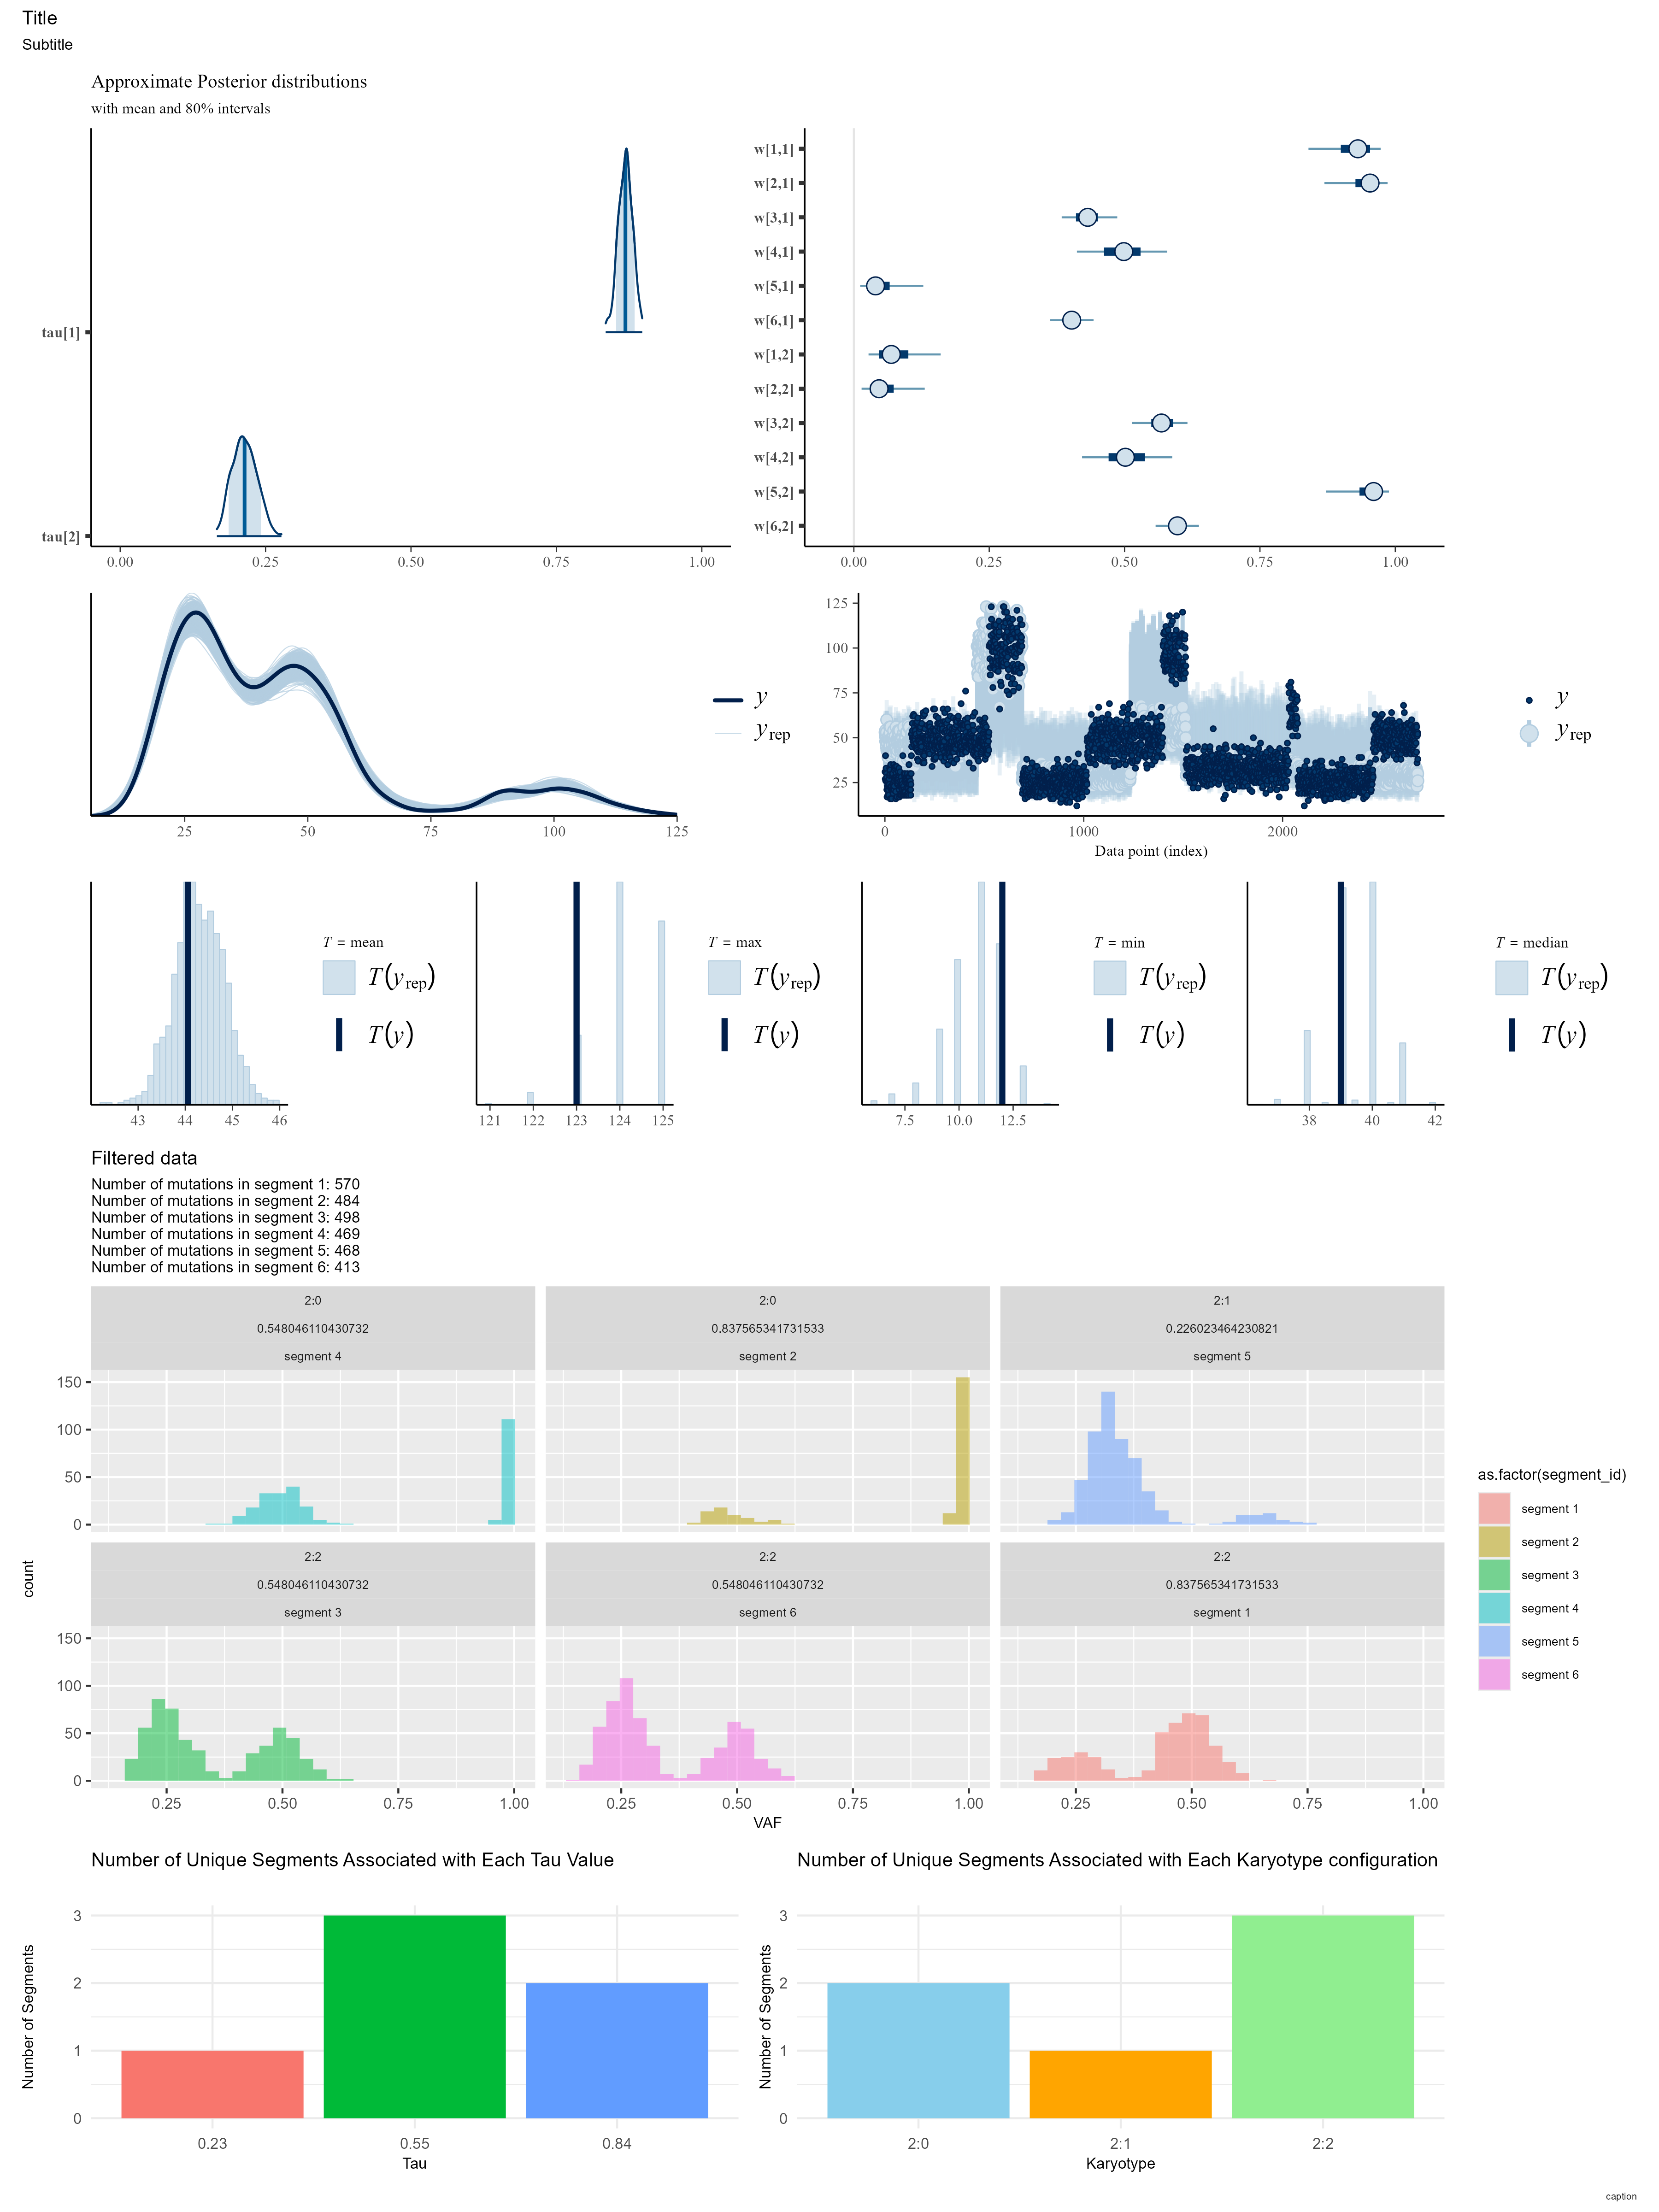 Title
Subtitle
Approximate Posterior distributions
with mean and 80% intervals
tau[1]
tau[2]
0.00 0.25 0.50 0.75 1.00
w[1,1]
w[2,1]
w[3,1]
w[4,1]
w[5,1]
w[6,1]
w[1,2]
w[2,2]
w[3,2]
w[4,2]
w[5,2]
w[6,2]
0.00 0.25 0.50 0.75 1.00
y
yrep
25 50 75 100 125
125
100
75
50
25
0 1000 2000
Data point (index)
y
yrep
T = mean
T(yrep)
T(y)
43 44 45 46
T = max
T(yrep)
T(y)
121 122 123 124 125
T = min
T(yrep)
T(y)
7.5 10.0 12.5
T = median
T(yrep)
T(y)
38 40 42
Filtered data
Number of mutations in segment 1: 570
Number of mutations in segment 2: 484
Number of mutations in segment 3: 498
Number of mutations in segment 4: 469
Number of mutations in segment 5: 468
Number of mutations in segment 6: 413
2:0
0.548046110430732
segment 4
2:0
0.837565341731533
segment 2
2:1
0.226023464230821
segment 5
150
100
50
0
2:2
0.548046110430732
segment 3
2:2
0.548046110430732
segment 6
2:2
0.837565341731533
segment 1
150
100
50
0
count
0.25 0.50 0.75 1.00
0.25 0.50 0.75 1.00
0.25 0.50 0.75 1.00
VAF
as.factor(segment_id)
segment 1
segment 2
segment 3
segment 4
segment 5
segment 6
Number of Unique Segments Associated with Each Tau Value
Number of Segments
3
2
1
0
0.23 0.55 0.84
Tau
Number of Unique Segments Associated with Each Karyotype configuration
Number of Segments
3
2
1
0
2:0 2:1 2:2
Karyotype
caption